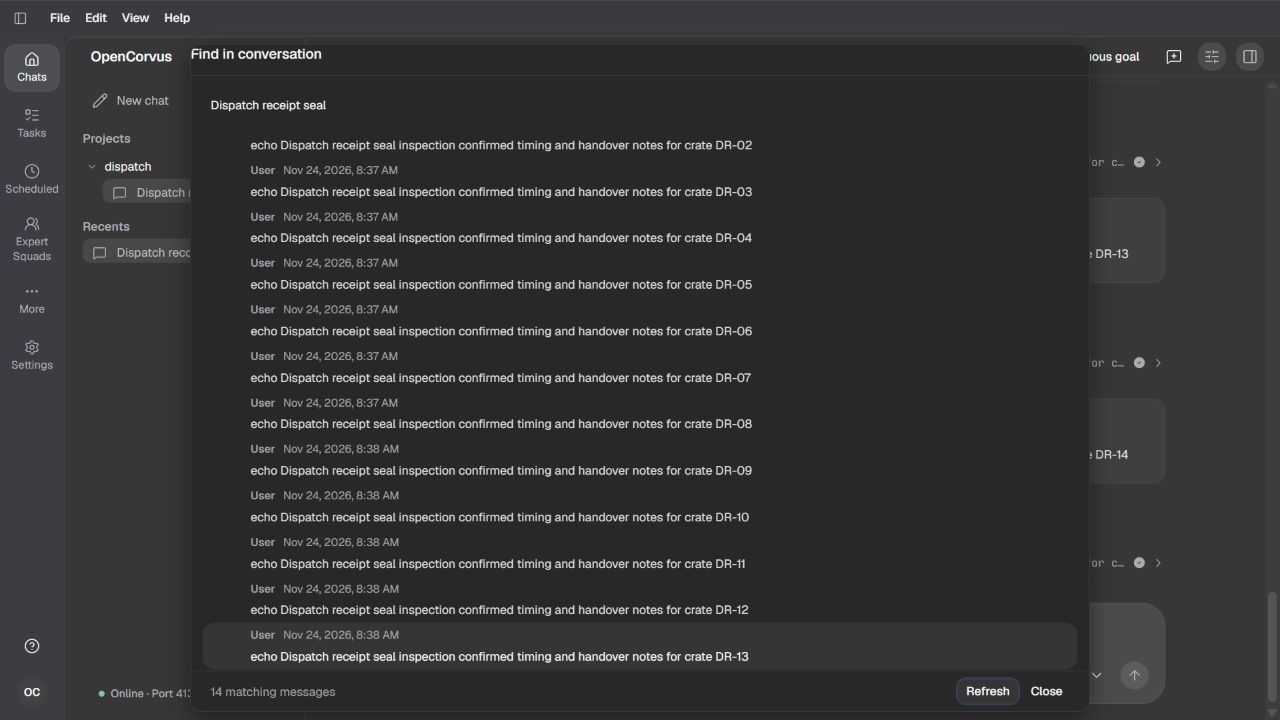 File Edit View Help
OpenCorvus
Find in conversation
Chats
Tasks
Scheduled
Expert
Squads
More
Settings
OC
New chat
Projects
dispatch
Dispatch
Recents
Dispatch
Online · Port
Dispatch receipt seal
echo Dispatch receipt seal inspection confirmed timing and handover notes for crate DR-02
User Nov 24, 2026, 8:37 AM
echo Dispatch receipt seal inspection confirmed timing and handover notes for crate DR-03
User Nov 24, 2026, 8:37 AM
echo Dispatch receipt seal inspection confirmed timing and handover notes for crate DR-04
User Nov 24, 2026, 8:37 AM
echo Dispatch receipt seal inspection confirmed timing and handover notes for crate DR-05
User Nov 24, 2026, 8:37 AM
echo Dispatch receipt seal inspection confirmed timing and handover notes for crate DR-06
User Nov 24, 2026, 8:37 AM
echo Dispatch receipt seal inspection confirmed timing and handover notes for crate DR-07
User Nov 24, 2026, 8:37 AM
echo Dispatch receipt seal inspection confirmed timing and handover notes for crate DR-08
User Nov 24, 2026, 8:38 AM
echo Dispatch receipt seal inspection confirmed timing and handover notes for crate DR-09
User Nov 24, 2026, 8:38 AM
echo Dispatch receipt seal inspection confirmed timing and handover notes for crate DR-10
User Nov 24, 2026, 8:38 AM
echo Dispatch receipt seal inspection confirmed timing and handover notes for crate DR-11
User Nov 24, 2026, 8:38 AM
echo Dispatch receipt seal inspection confirmed timing and handover notes for crate DR-12
User Nov 24, 2026, 8:38 AM
echo Dispatch receipt seal inspection confirmed timing and handover notes for crate DR-13
14 matching messages
Refresh Close
goal
for c…
DR-13
for c…
DR-14
for c…